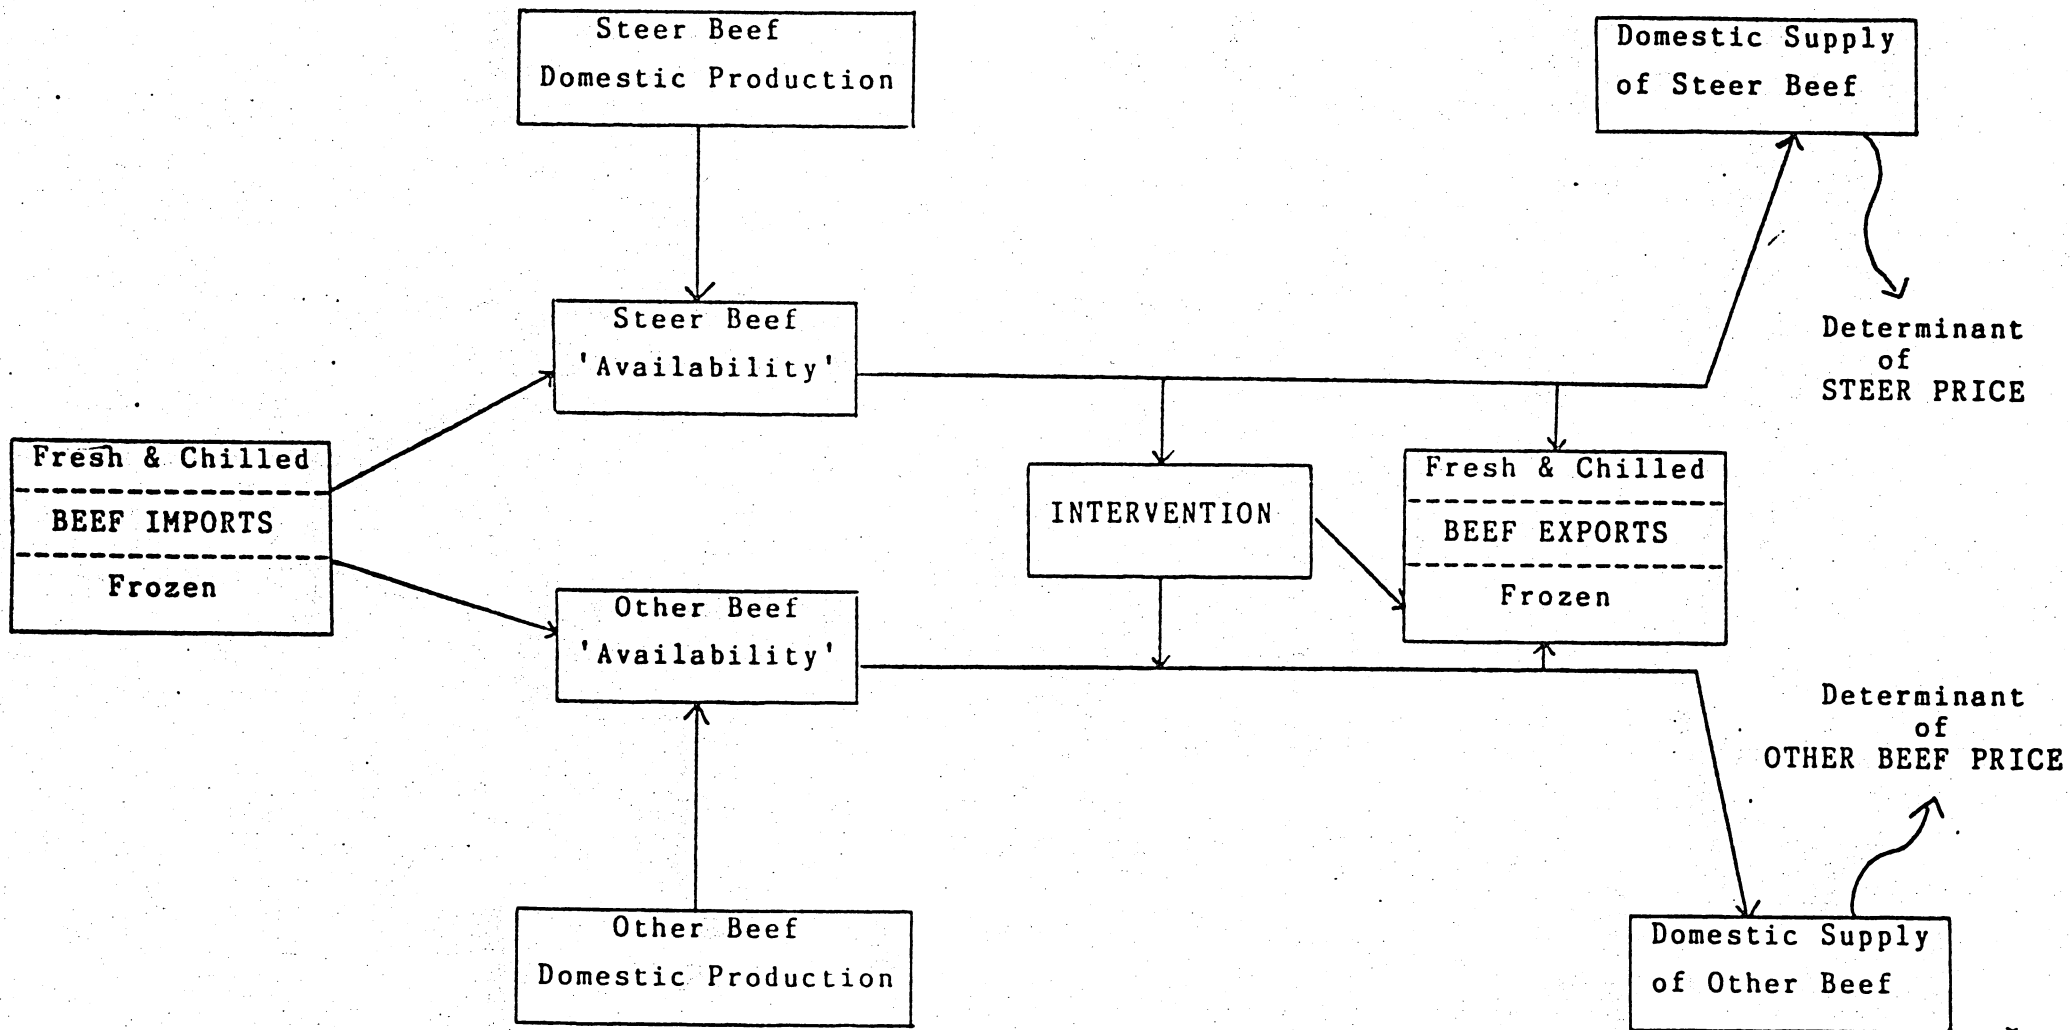 Steer Beef
Domestic Production
Domestic Supply
of Steer Beef
Steer Beef
'Availability'
Determinant
of
STEER PRICE
Fresh & Chilled
BEEF IMPORTS
Frozen
INTERVENTION
Fresh & Chilled
BEEF EXPORTS
Frozen
Other Beef
'Availability'
Determinant
of
OTHER BEEF PRICE
Other Beef
Domestic Production
Domestic Supply
of Other Beef